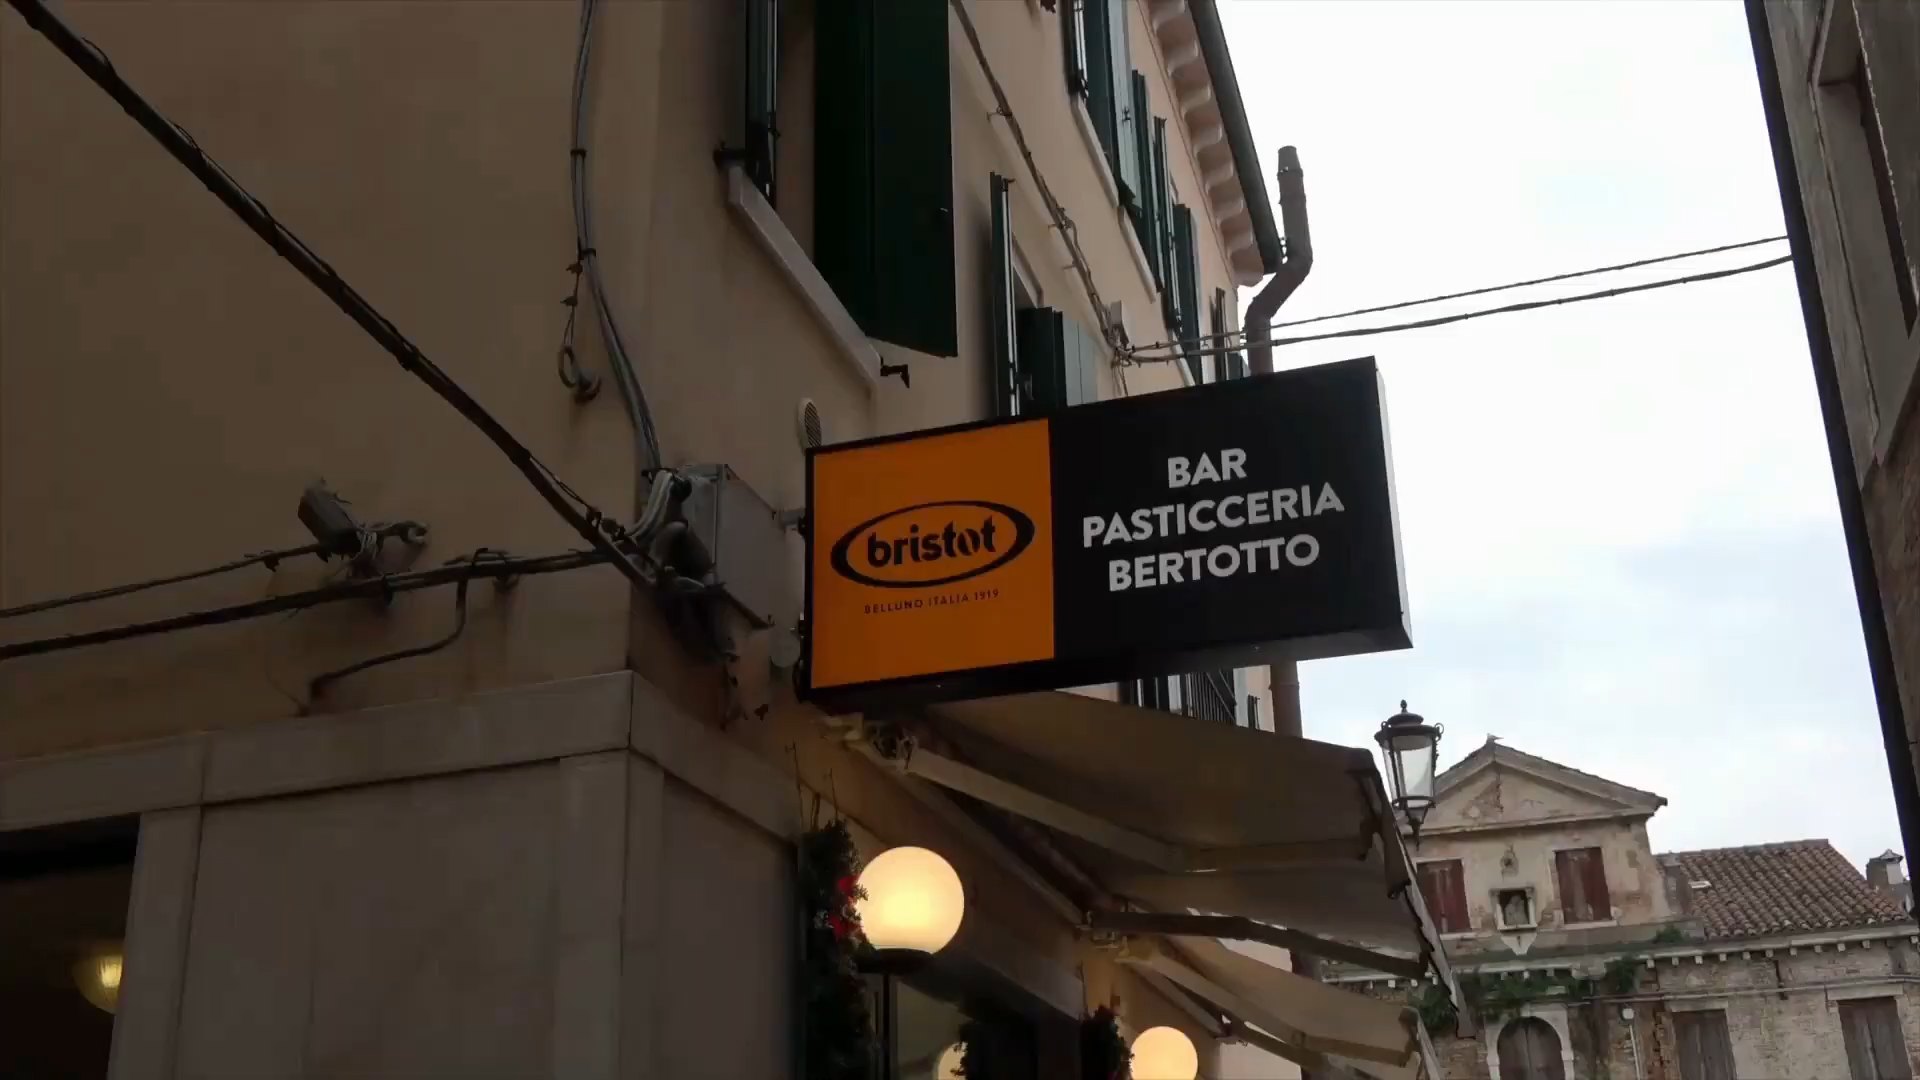 bristot
BELLUNO ITALIA 1919
BAR
PASTICCERIA
BERTOTTO